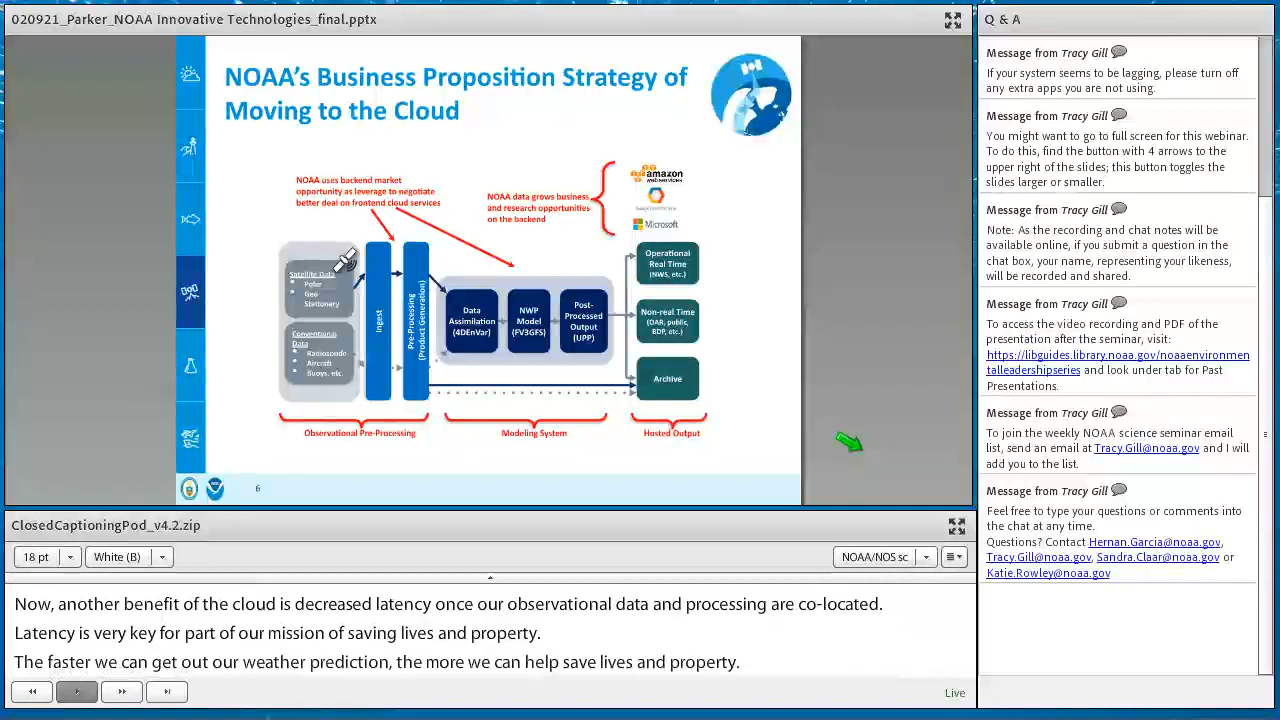 020921_Parker_NOAA Innovative Technologies_final.pptx
NOAA's Business Proposition Strategy of
Moving to the Cloud
NOAA uses backend market
opportunity as leverage to negotiate
better deal on frontend cloud services
NOAA data grows business
and research opportunities
on the backend
amazon
web services
Microsoft
Satellite Data
Polar
Geo
Stationery
Conventional
Data
Radiosonde
Aircraft
Buoys, etc.
Ingest
Pre-Processing
(Product Generation)
Data
Assimilation
(4DEnVar)
NWP
Model
(FV3GFS)
Post-
Processed
Output
(UPP)
Operational
Real Time
(NWS, etc.)
Non-real Time
(OAR, public,
BDP, etc.)
Archive
Observational Pre-Processing
Modeling System
Hosted Output
6
ClosedCaptioningPod_v4.2.zip
18 pt
White (B)
NOAA/NOS sc
Now, another benefit of the cloud is decreased latency once our observational data and processing are co-located.
Latency is very key for part of our mission of saving lives and property.
The faster we can get out our weather prediction, the more we can help save lives and property.
Live
Q & A
Message from Tracy Gill
If your system seems to be lagging, please turn off
any extra apps you are not using.
Message from Tracy Gill
You might want to go to full screen for this webinar.
To do this, find the button with 4 arrows to the
upper right of the slides; this button toggles the
slides larger or smaller.
Message from Tracy Gill
Note: As the recording and chat notes will be
available online, if you submit a question in the
chat box, your name, representing your likeness,
will be recorded and shared.
Message from Tracy Gill
To access the video recording and PDF of the
presentation after the seminar, visit:
https://libguides.library.noaa.gov/noaaenvironmen
talleadershipseries and look under tab for Past
Presentations.
Message from Tracy Gill
To join the weekly NOAA science seminar email
list, send an email at Tracy.Gill@noaa.gov and I will
add you to the list.
Message from Tracy Gill
Feel free to type your questions or comments into
the chat at any time.
Questions? Contact Hernan.Garcia@noaa.gov,
Tracy.Gill@noaa.gov, Sandra.Claar@noaa.gov or
Katie.Rowley@noaa.gov